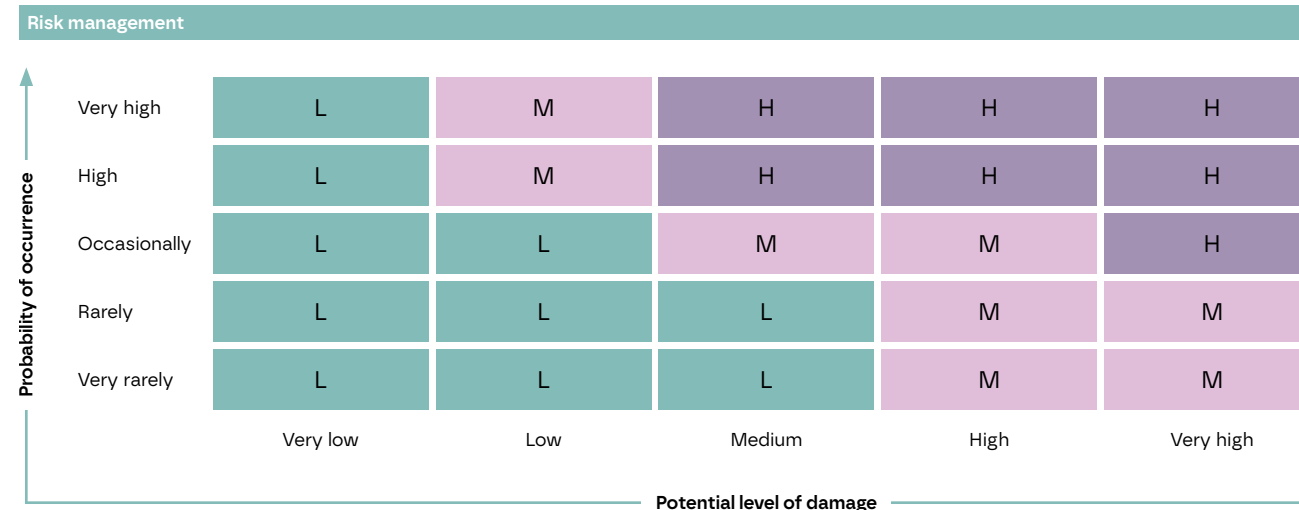 Risk management
Very high L M H H H
High L M H H H
Occasionally L L M M H
Rarely L L L M M
Very rarely L L L M M
Probability of occurrence
Very low Low Medium High Very high
Potential level of damage